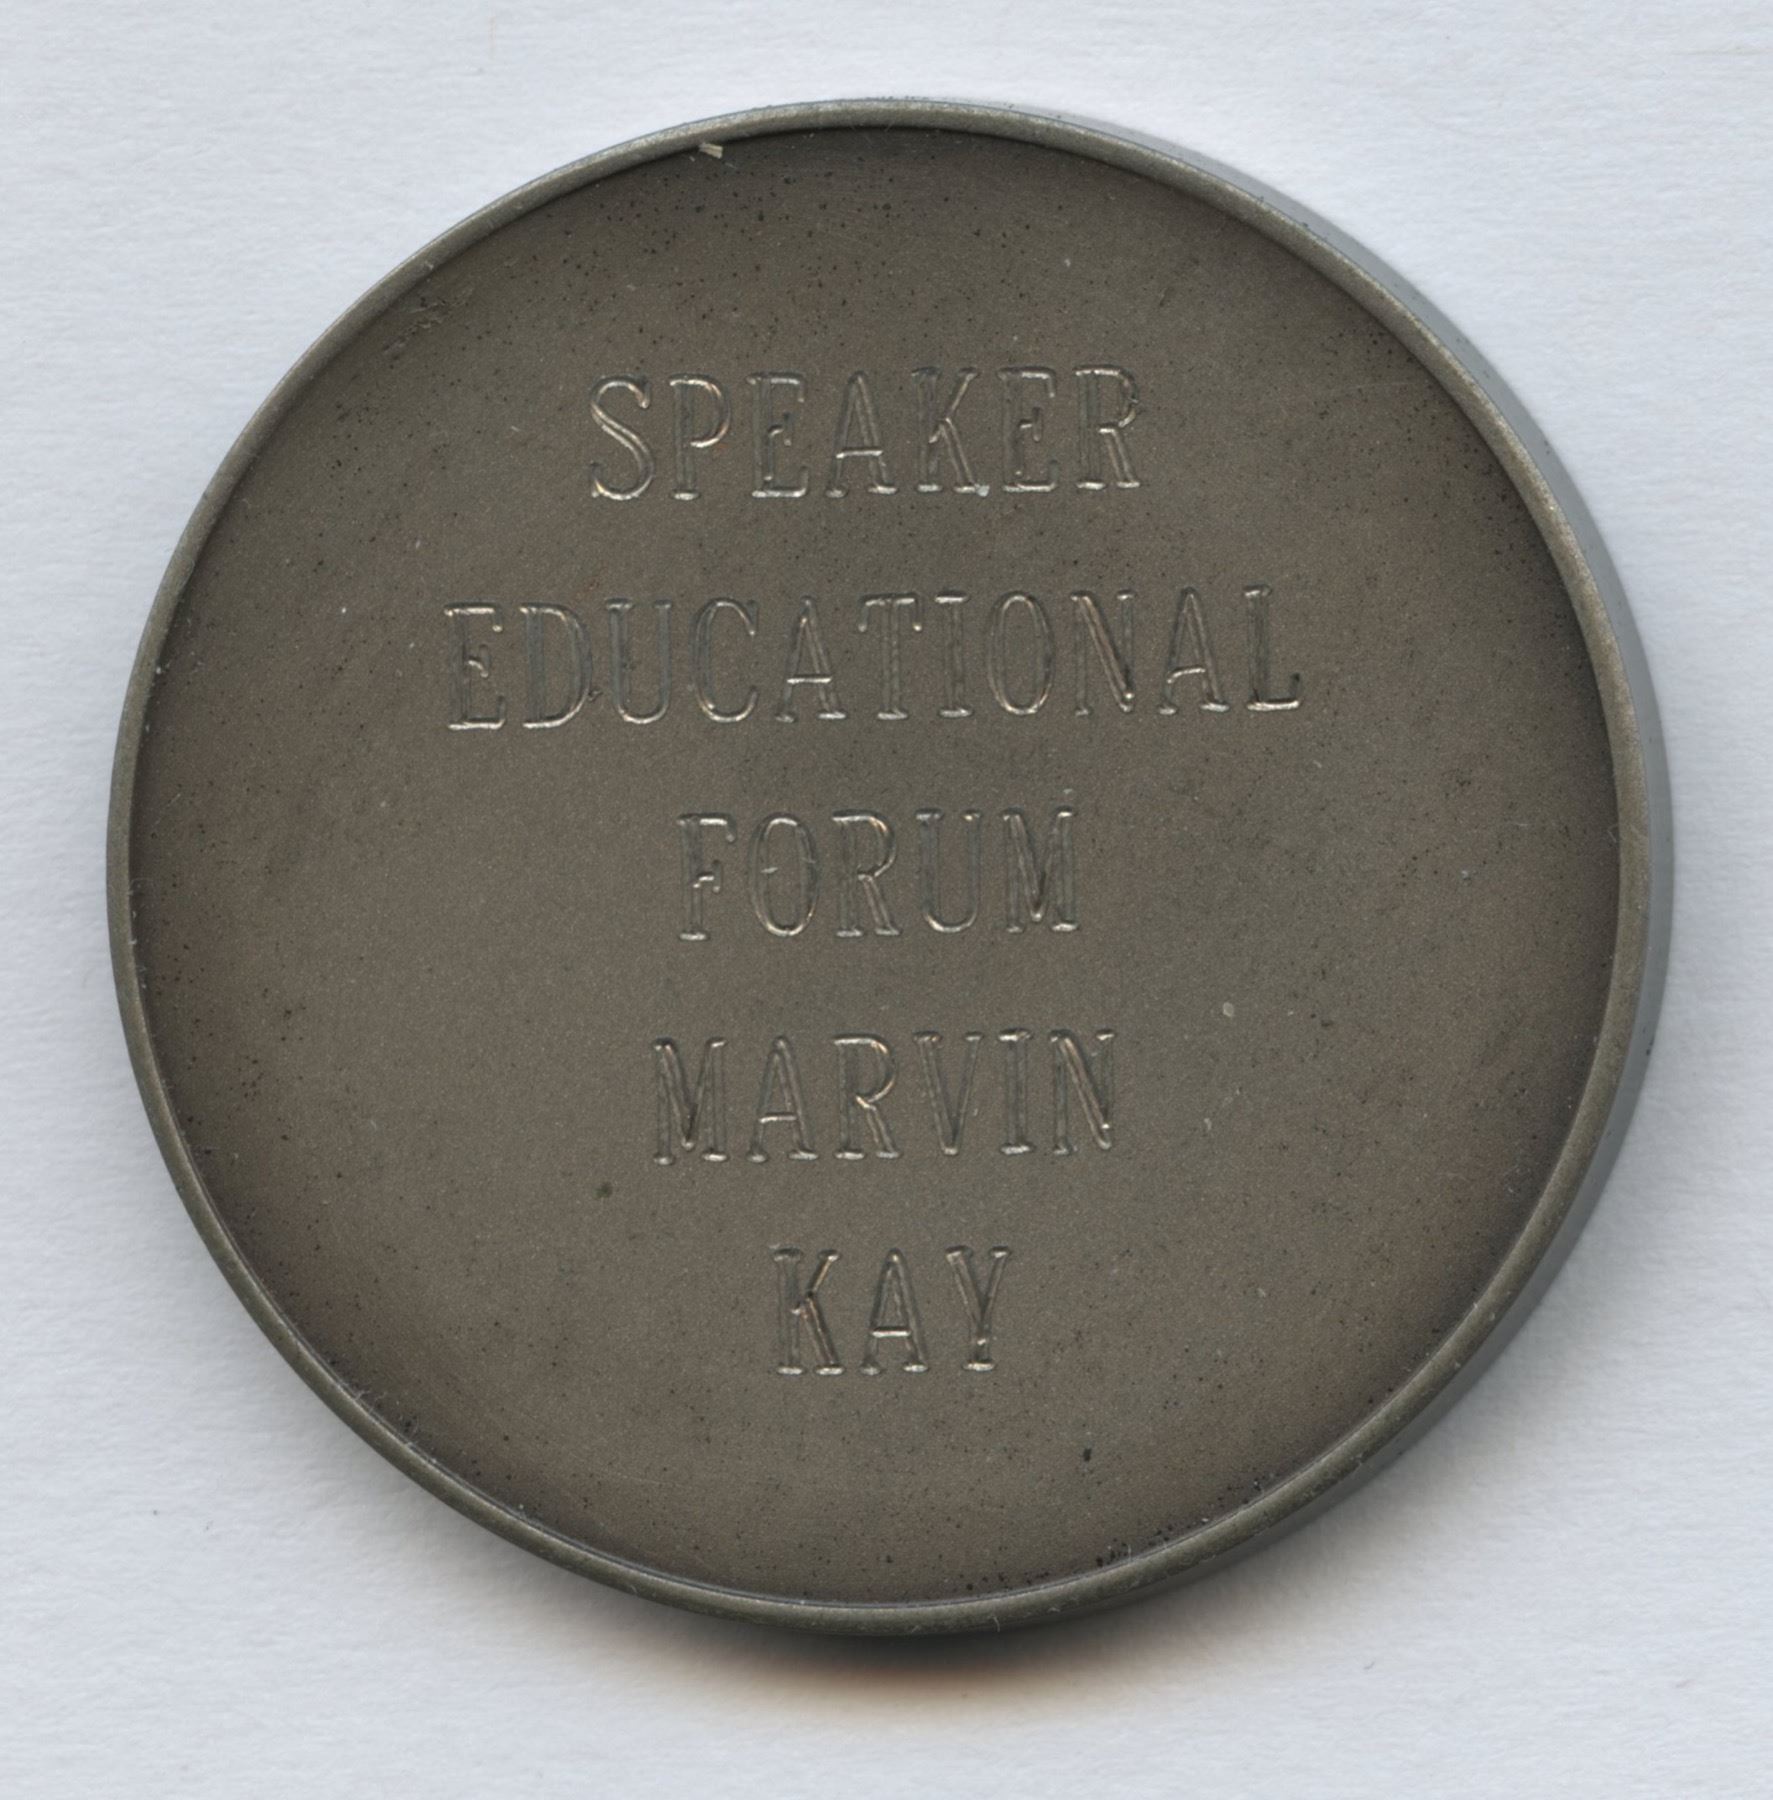 SPEAKER
EDUCATIONAL
FORUM
MARVIN
KAY